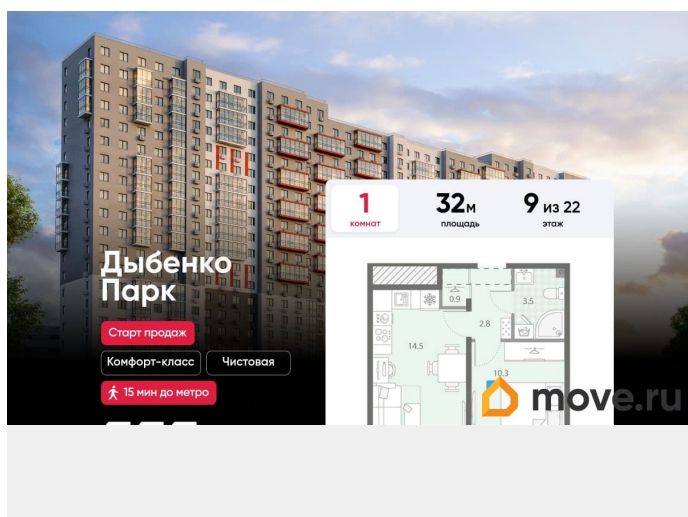 1
комнат
32м
площадь
9 из 22
этаж
Дыбенко
Парк
Старт продаж
Комфорт-класс
Чистовая
15 мин до метро
0.9
3.5
2.8
14.5
10.3
move.ru